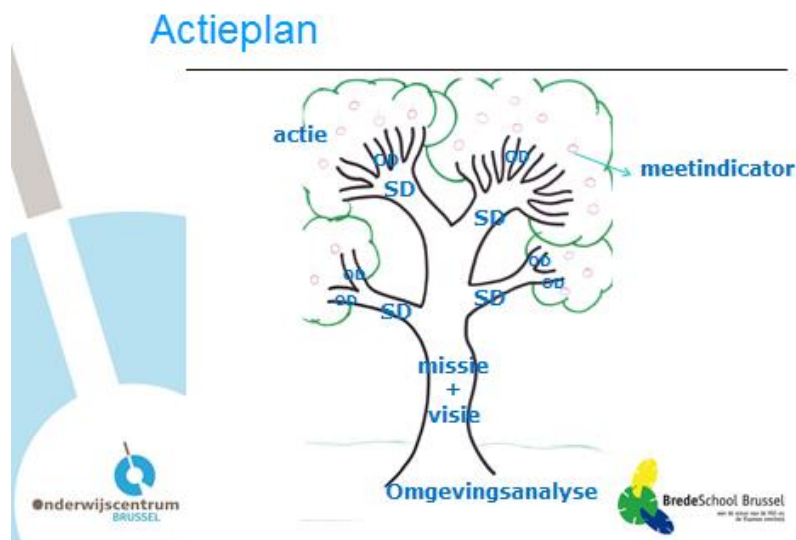 Actieplan
actie
OD
OD
SD
SD
meetindicator
OD
OD
OD
OD
SD
SD
missie
+
visie
Omgevingsanalyse
Onderwijscentrum
BRUSSEL
BredeSchool Brussel